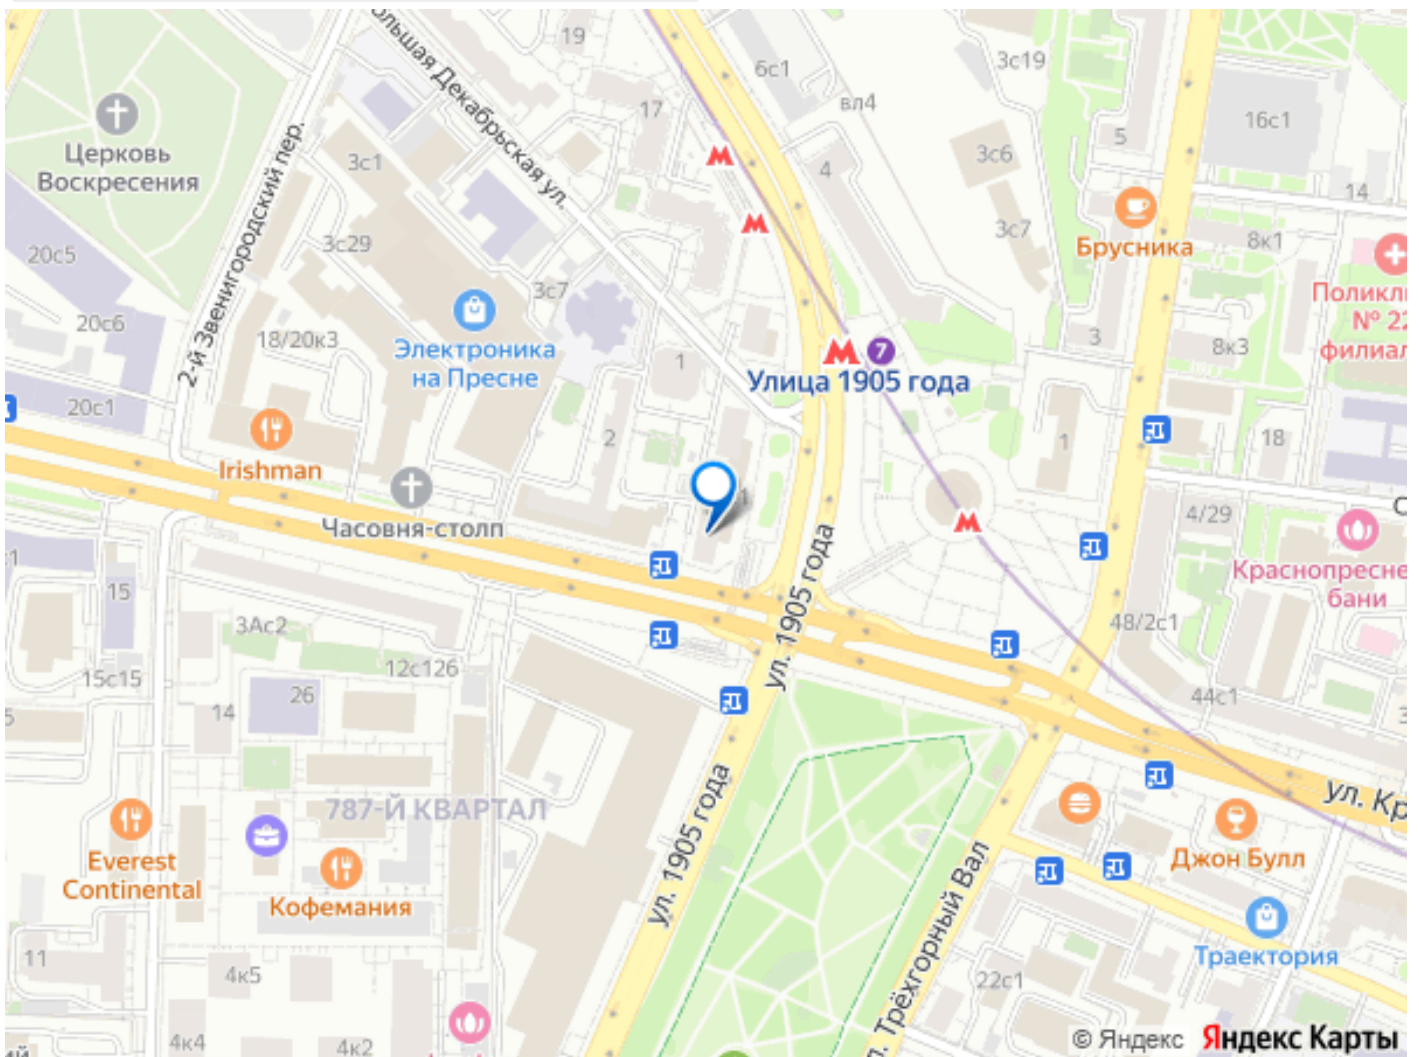 19
6с1
3с19
вл4
17
16с1
5
Большая Декабрьская ул.
Церковь
Воскресения
3с1
3с6
4
14
2-й Звенигородский пер.
3с29
3с7
Брусника
8к1
20с5
3с7
20с6
18/20к3
Электроника
на Пресне
1
7
Улица 1905 года
3
8к3
20с1
Irishman
2
1
18
Часовня-столп
4/29
Краснопресне
бани
15
ул. 1905 года
3Ас2
12с126
48/2с1
15с15
26
14
44с1
787-Й КВАРТАЛ
ул. 1905 года
ул. Кр
Everest
Continental
Кофемания
Джон Булл
Траектория
11
4к5
22с1
ул. Трёхгорный Вал
4к4
4к2
© Яндекс Яндекс Карты